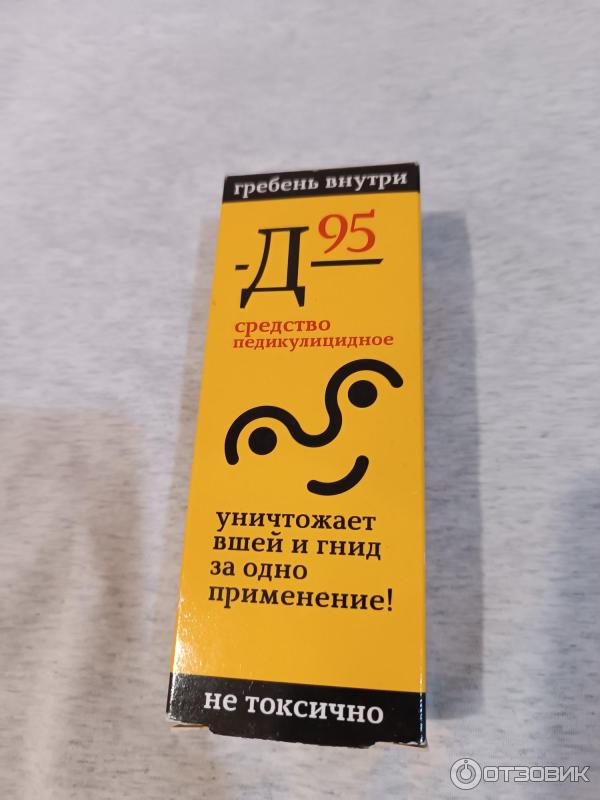 гребень внутри
-Д95
средство
педикулицидное
уничтожает
вшей и гнид
за одно
применение!
не токсично
ОТЗОВИК